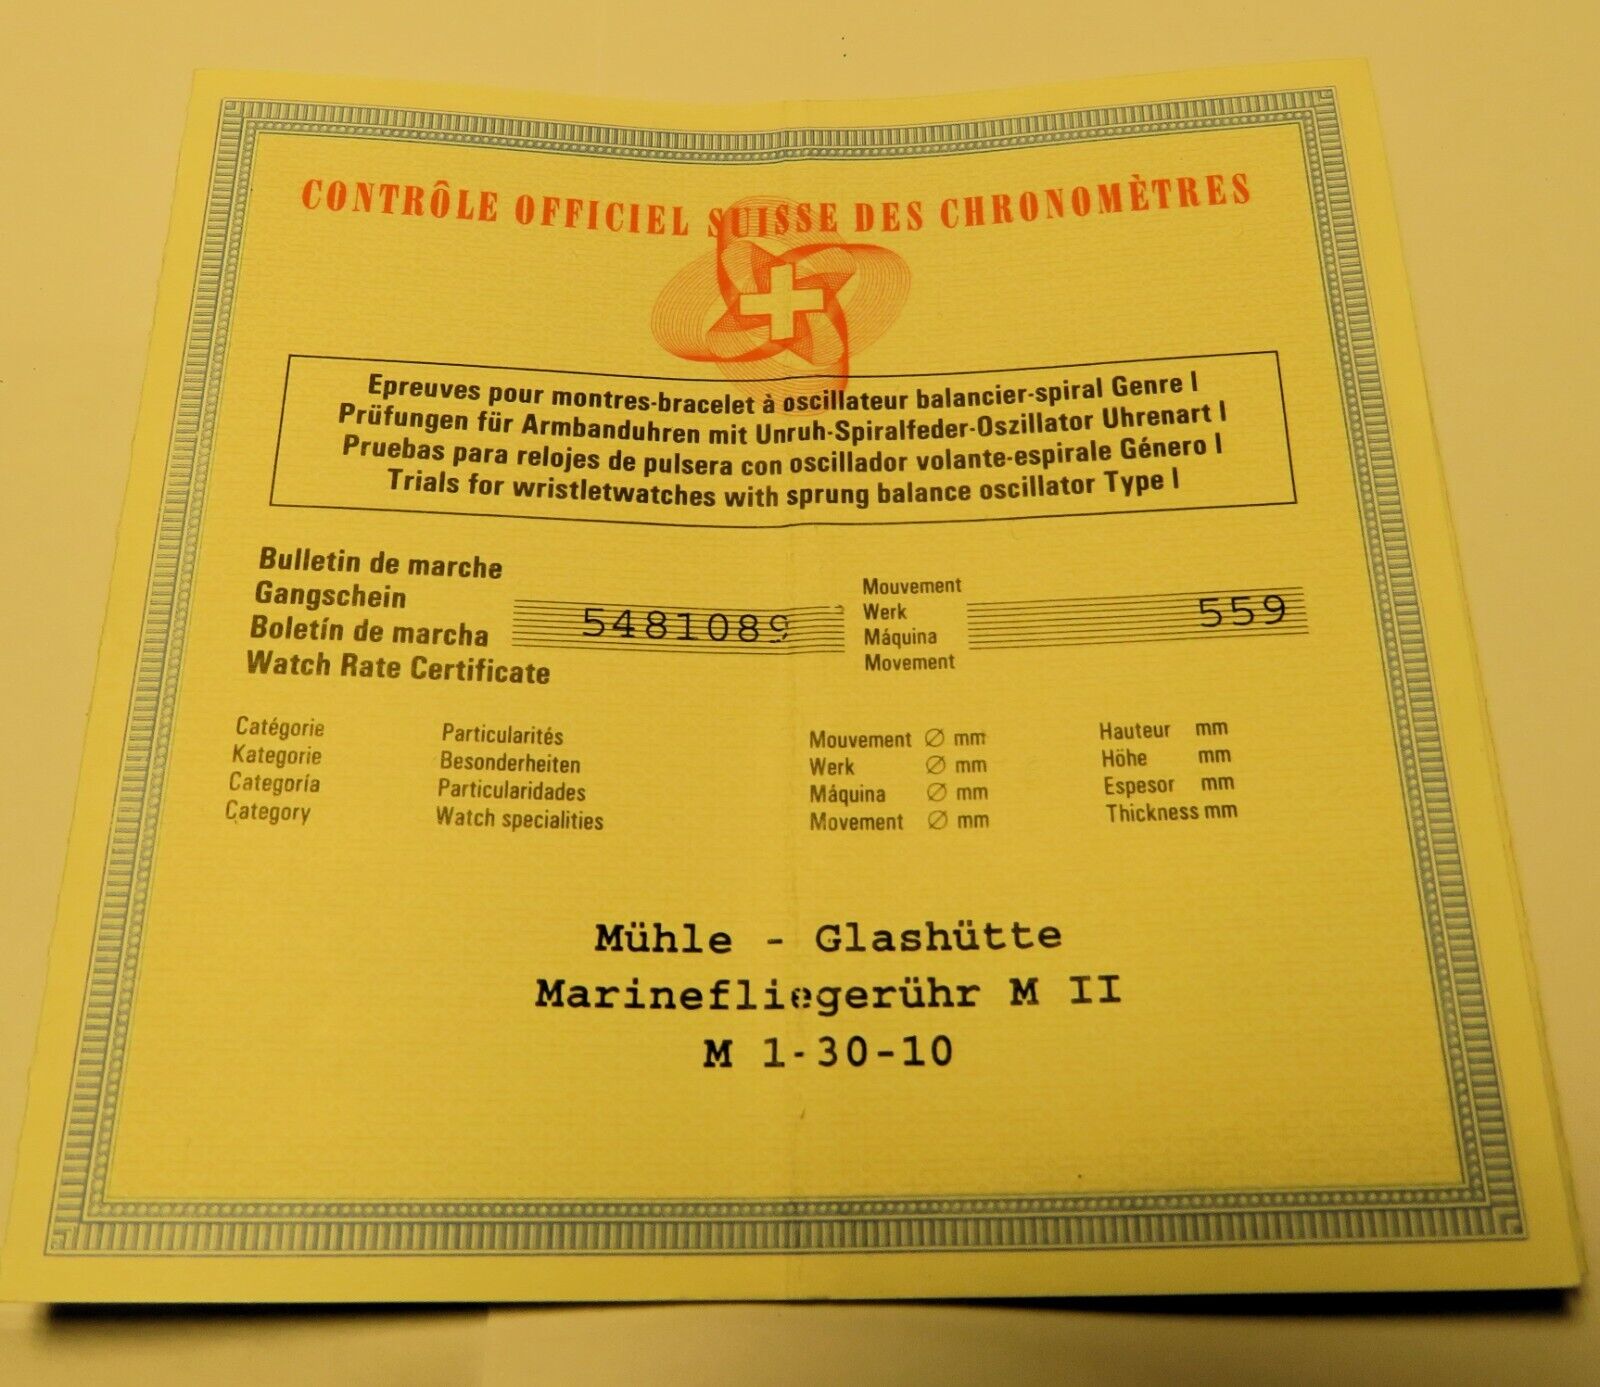 CONTRÔLE OFFICIEL SUISSE DES CHRONOMÈTRES
Epreuves pour montres-bracelet à oscillateur balancier-spiral Genre I
Prüfungen für Armbanduhren mit Unruh-Spiralfeder-Oszillator Uhrenart I
Pruebas para relojes de pulsera con oscillador volante-espirale Género I
Trials for wristletwatches with sprung balance oscillator Type I
Bulletin de marche
Gangschein
Boletín de marcha
Watch Rate Certificate
5481089
Mouvement
Werk
Máquina
Movement
559
Catégorie
Kategorie
Categoría
Category
Particularités
Besonderheiten
Particularidades
Watch specialities
Mouvement ∅ mm
Werk ∅ mm
Máquina ∅ mm
Movement ∅ mm
Hauteur mm
Höhe mm
Espesor mm
Thickness mm
Mühle - Glashütte
Marinefliegerühr M II
M 1-30-10